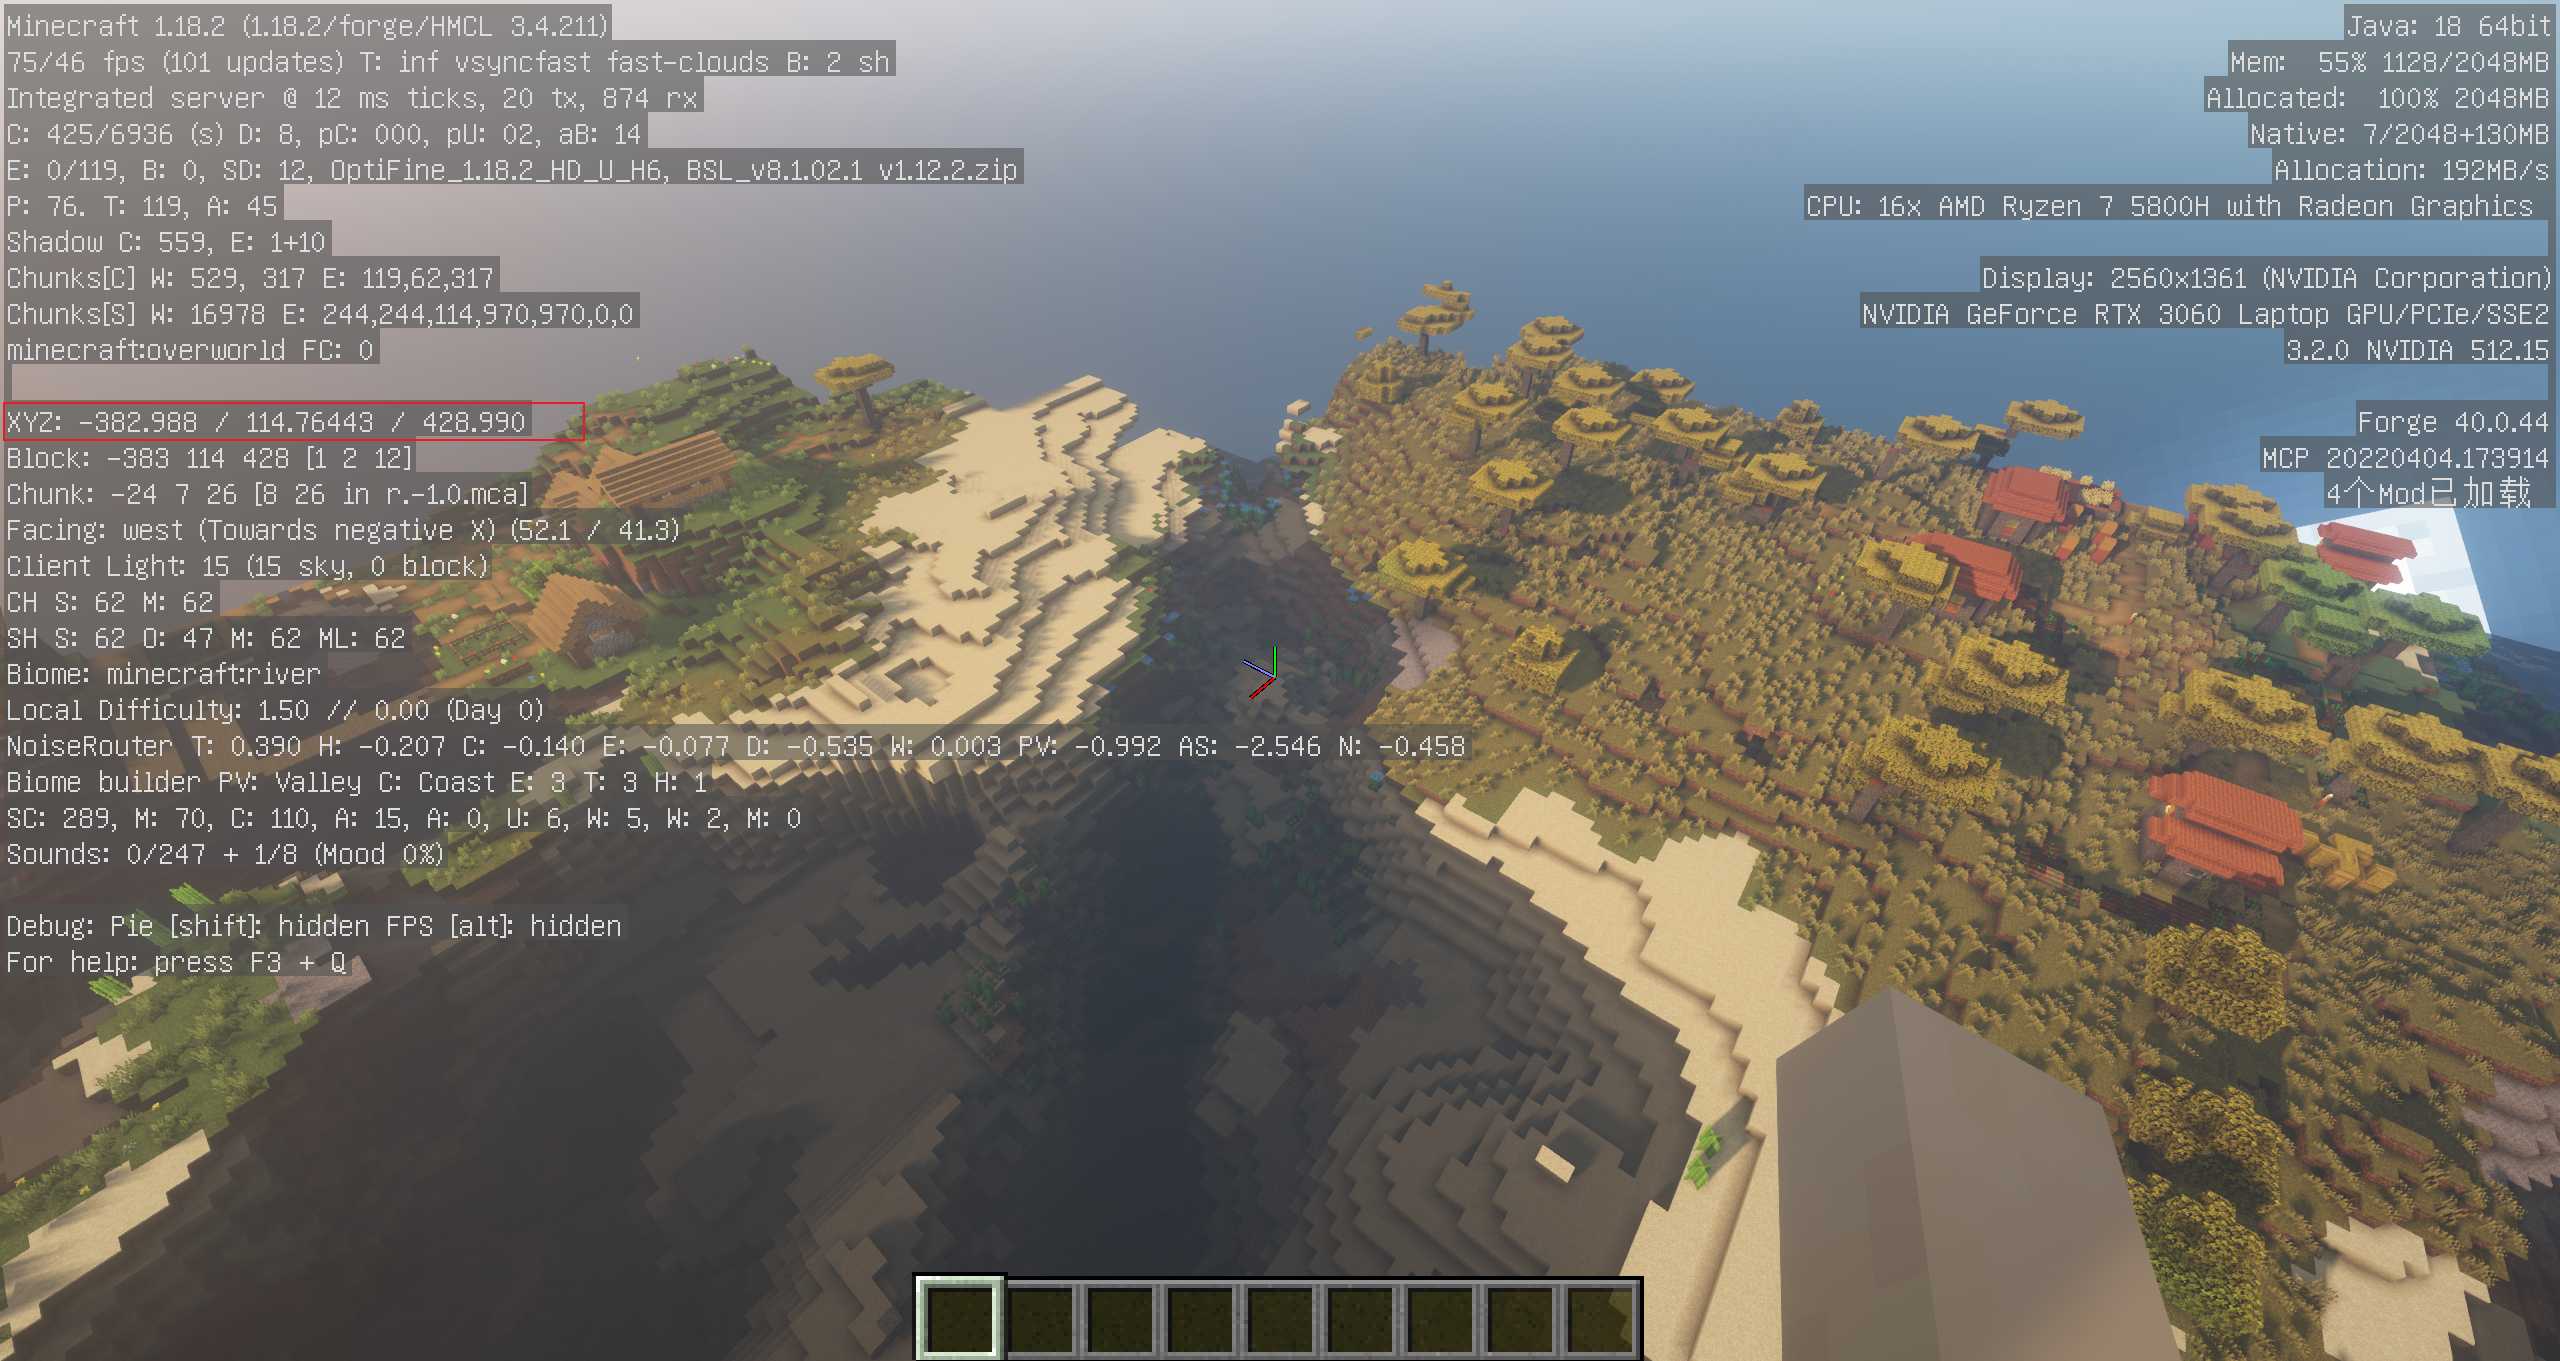 Minecraft 1.18.2 (1.18.2/forge/HMCL 3.4.211)
75/46 fps (101 updates) T: inf vsyncfast fast-clouds B: 2 sh
Integrated server @ 12 ms ticks, 20 tx, 874 rx
C: 425/6936 (s) D: 8, pC: 000, pU: 02, aB: 14
E: 0/119, B: 0, SD: 12, OptiFine_1.18.2_HD_U_H6, BSL_v8.1.02.1 v1.12.2.zip
P: 76. T: 119, A: 45
Shadow C: 559, E: 1+10
Chunks[C] W: 529, 317 E: 119,62,317
Chunks[S] W: 16978 E: 244,244,114,970,970,0,0
minecraft:overworld FC: 0
XYZ: -382.988 / 114.76443 / 428.990
Block: -383 114 428 [1 2 12]
Chunk: -24 7 26 [8 26 in r.-1.0.mca]
Facing: west (Towards negative X) (52.1 / 41.3)
Client Light: 15 (15 sky, 0 block)
CH S: 62 M: 62
SH S: 62 O: 47 M: 62 ML: 62
Biome: minecraft:river
Local Difficulty: 1.50 // 0.00 (Day 0)
NoiseRouter T: 0.390 H: -0.207 C: -0.140 E: -0.077 D: -0.535 W: 0.003 PV: -0.992 AS: -2.546 N: -0.458
Biome builder PV: Valley C: Coast E: 3 T: 3 H: 1
SC: 289, M: 70, C: 110, A: 15, A: 0, U: 6, W: 5, W: 2, M: 0
Sounds: 0/247 + 1/8 (Mood 0%)
Debug: Pie [shift]: hidden FPS [alt]: hidden
For help: press F3 + Q
Java: 18 64bit
Mem: 55% 1128/2048MB
Allocated: 100% 2048MB
Native: 7/2048+130MB
Allocation: 192MB/s
CPU: 16x AMD Ryzen 7 5800H with Radeon Graphics
Display: 2560x1361 (NVIDIA Corporation)
NVIDIA GeForce RTX 3060 Laptop GPU/PCIe/SSE2
3.2.0 NVIDIA 512.15
Forge 40.0.44
MCP 20220404.173914
4个Mod已加载